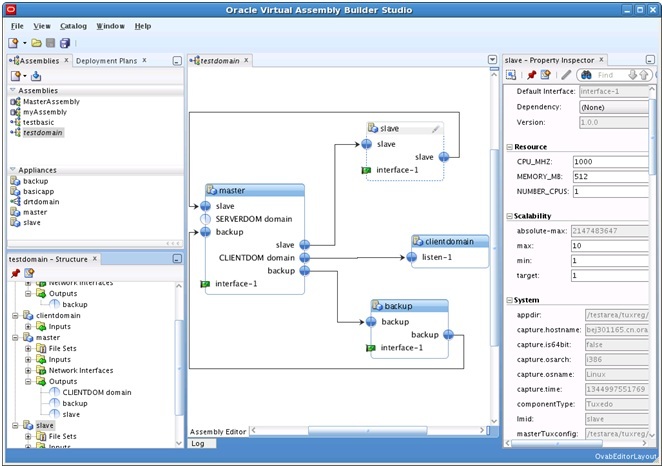 Oracle Virtual Assembly Builder Studio
File View Catalog Window Help
Assemblies
Deployment Plans
Assemblies
MasterAssembly
myAssembly
testbasic
testdomain
Appliances
backup
basicapp
drtdomain
master
slave
testdomain - Structure
Network Interfaces
Outputs
backup
clientdomain
Inputs
master
File Sets
Inputs
Network Interfaces
Outputs
CLIENTDOM domain
backup
slave
slave
File Sets
Inputs
testdomain
slave
slave
slave
interface-1
master
slave
SERVERDOM domain
backup
slave
CLIENTDOM domain
backup
interface-1
clientdomain
listen-1
backup
backup
backup
interface-1
Assembly Editor
Log
slave - Property Inspector
Find
Default Interface: interface-1
Dependency: (None)
Version: 1.0.0
Resource
CPU_MHZ: 1000
MEMORY_MB: 512
NUMBER_CPUS: 1
Scalability
absolute-max: 2147483647
max: 10
min: 1
target: 1
System
appdir: /testarea/tuxreg/
capture.hostname: bej301165.cn.ora
capture.is64bit: false
capture.osarch: i386
capture.osname: Linux
capture.time: 1344997551769
componentType: Tuxedo
lmid: slave
masterTuxconfig: /testarea/tuxreg/
OvabEditorLayout